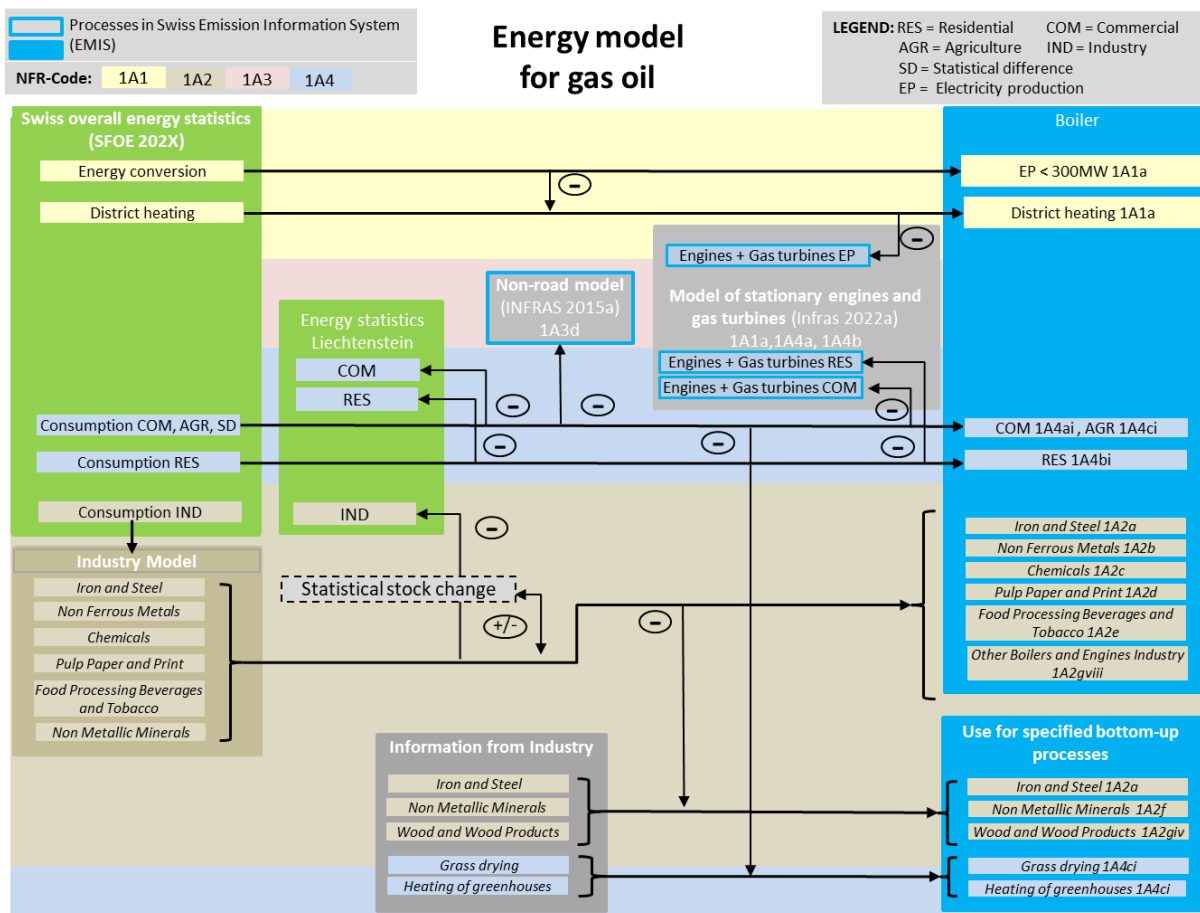 Processes in Swiss Emission Information System
(EMIS)
NFR-Code: 1A1 1A2 1A3 1A4
Energy model
for gas oil
LEGEND: RES = Residential COM = Commercial
AGR = Agriculture IND = Industry
SD = Statistical difference
EP = Electricity production
Swiss overall energy statistics
(SFOE 202X)
Energy conversion
District heating
Consumption COM, AGR, SD
Consumption RES
Consumption IND
Industry Model
Iron and Steel
Non Ferrous Metals
Chemicals
Pulp Paper and Print
Food Processing Beverages
and Tobacco
Non Metallic Minerals
Energy statistics
Liechtenstein
COM
RES
IND
Statistical stock change
+/-
Non-road model
(INFRAS 2015a)
1A3d
Engines + Gas turbines EP
Model of stationary engines and
gas turbines (Infras 2022a)
1A1a,1A4a, 1A4b
Engines + Gas turbines RES
Engines + Gas turbines COM
-
-
-
-
-
-
-
-
-
-
Information from Industry
Iron and Steel
Non Metallic Minerals
Wood and Wood Products
Grass drying
Heating of greenhouses
Boiler
EP < 300MW 1A1a
District heating 1A1a
COM 1A4ai , AGR 1A4ci
RES 1A4bi
Iron and Steel 1A2a
Non Ferrous Metals 1A2b
Chemicals 1A2c
Pulp Paper and Print 1A2d
Food Processing Beverages and
Tobacco 1A2e
Other Boilers and Engines Industry
1A2gviii
Use for specified bottom-up
processes
Iron and Steel 1A2a
Non Metallic Minerals 1A2f
Wood and Wood Products 1A2giv
Grass drying 1A4ci
Heating of greenhouses 1A4ci